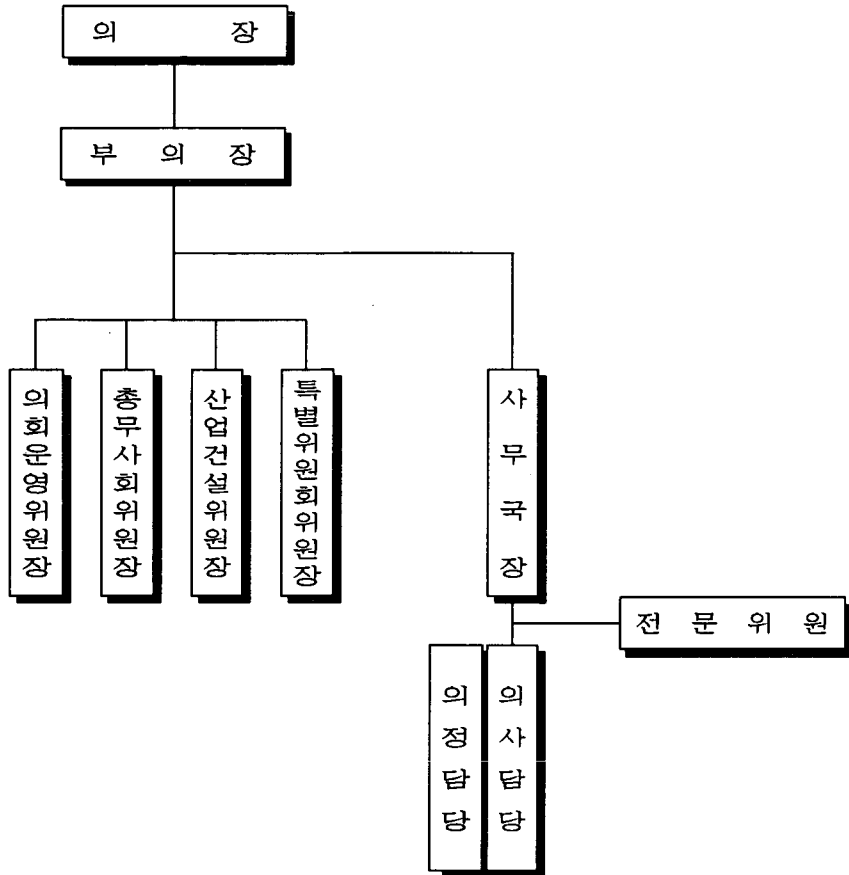 의 장
부 의 장
의회운영위원장
총무사회위원장
산업건설위원장
특별위원회위원장
사무국장
전 문 위 원
의정담당
의사담당